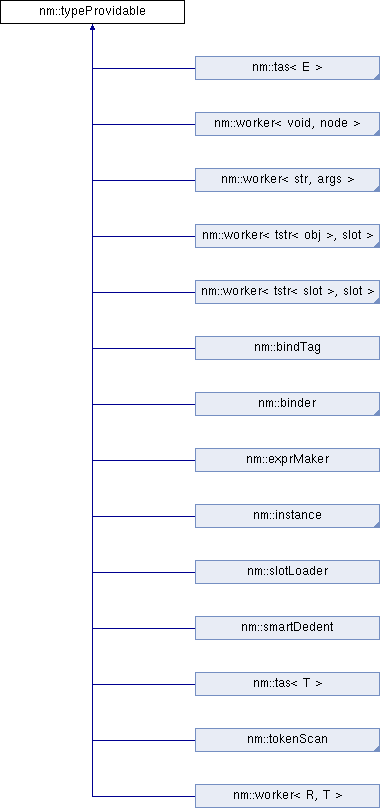 nm::typeProvidable
nm::tas< E >
nm::worker< void, node >
nm::worker< str, args >
nm::worker< tstr< obj >, slot >
nm::worker< tstr< slot >, slot >
nm::bindTag
nm::binder
nm::exprMaker
nm::instance
nm::slotLoader
nm::smartDedent
nm::tas< T >
nm::tokenScan
nm::worker< R, T >